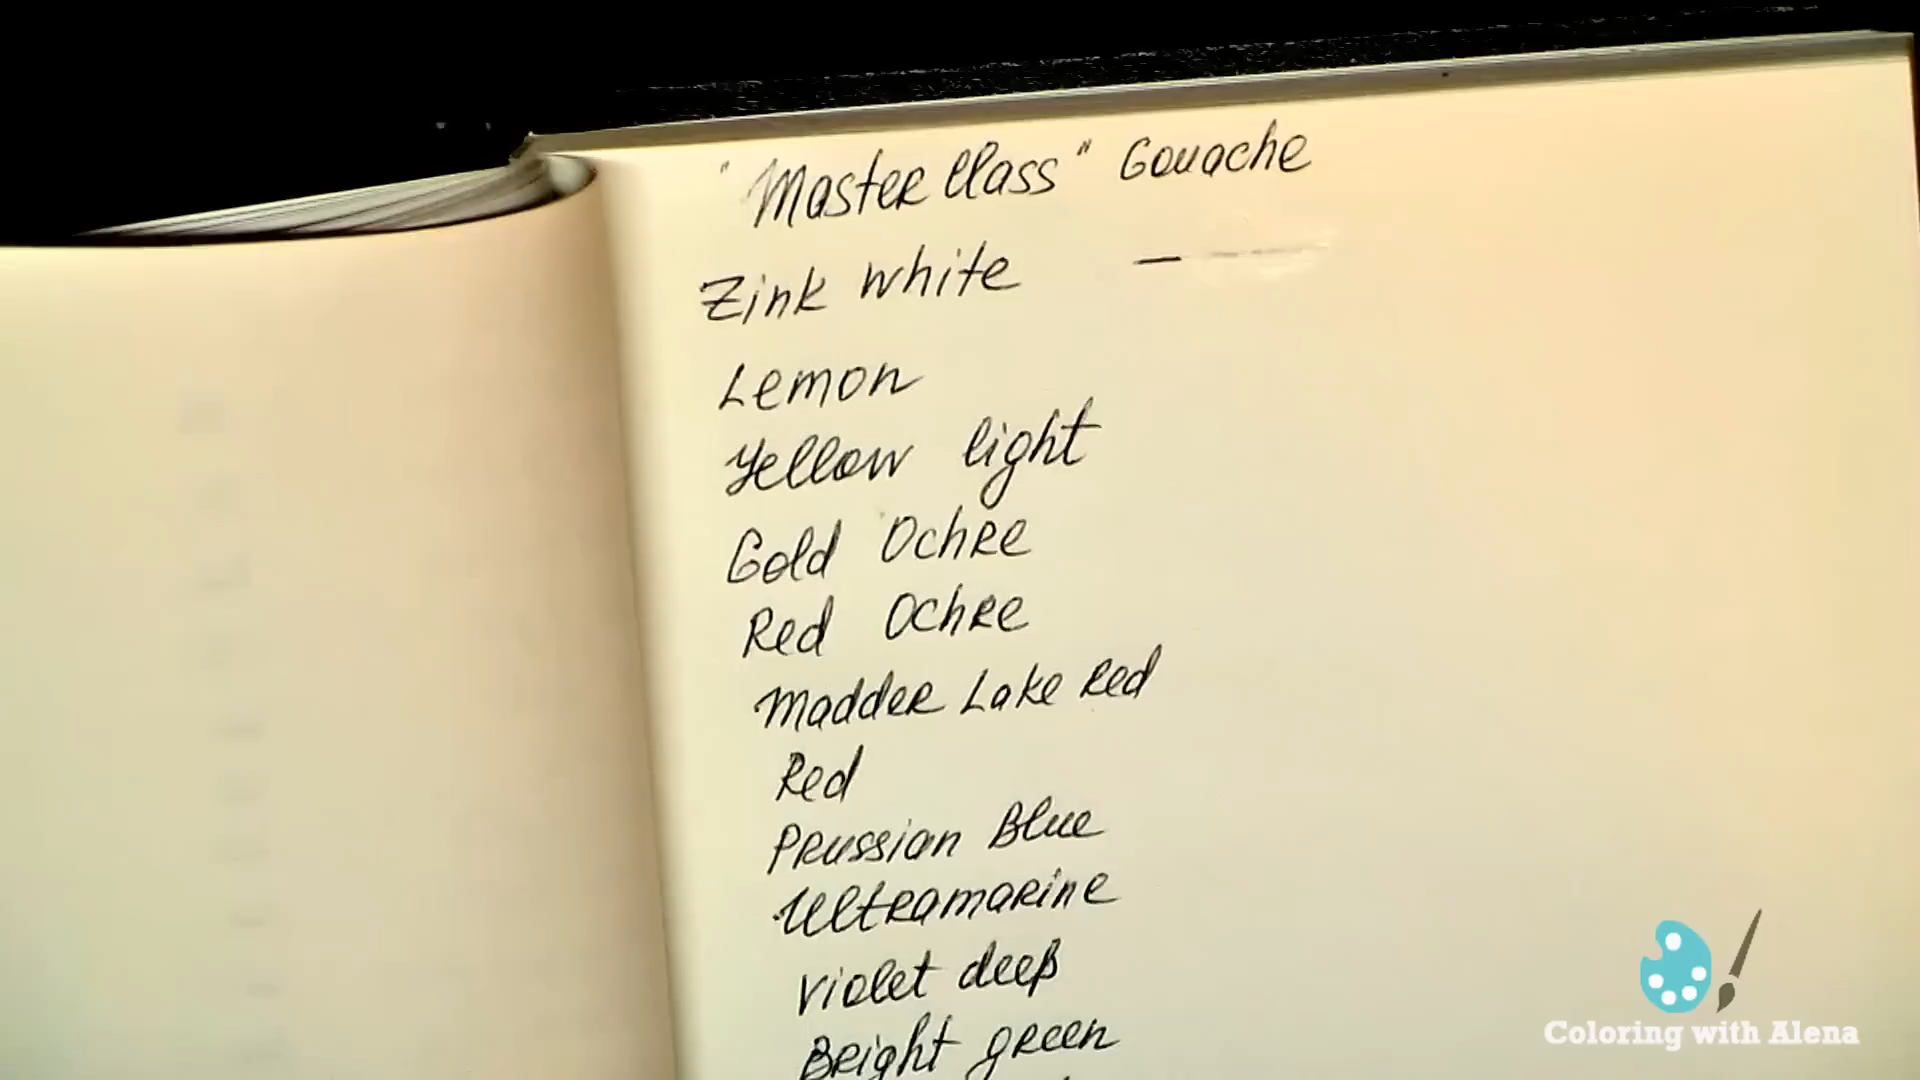 "Master Class" Gouache
Zink white —
Lemon
Yellow light
Gold Ochre
Red Ochre
Madder Lake Red
Red
Prussian Blue
Ultramarine
Violet deep
Bright green
Coloring with Alena